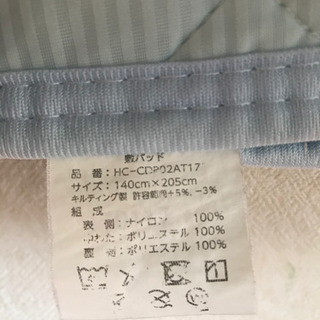 敷パッド
品 番：HC-CDP02AT17
サイズ：140cm×205cm
キルティング製 許容範囲+5%、-3%
組 成
表 側：ナイロン 100%
中わた：ポリエステル 100%
裏 側：ポリエステル 100%